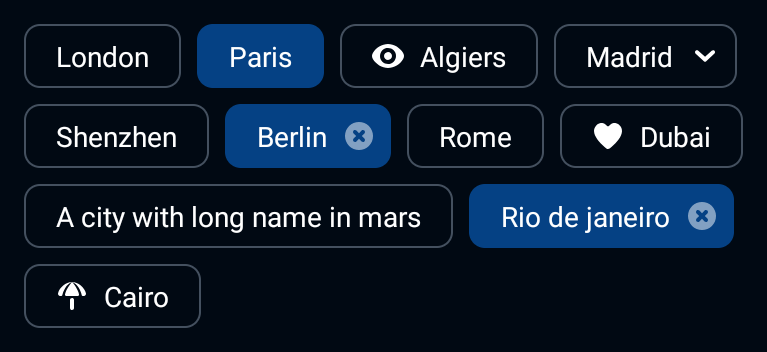 London Paris Algiers Madrid
Shenzhen Berlin Rome Dubai
A city with long name in mars Rio de janeiro
Cairo